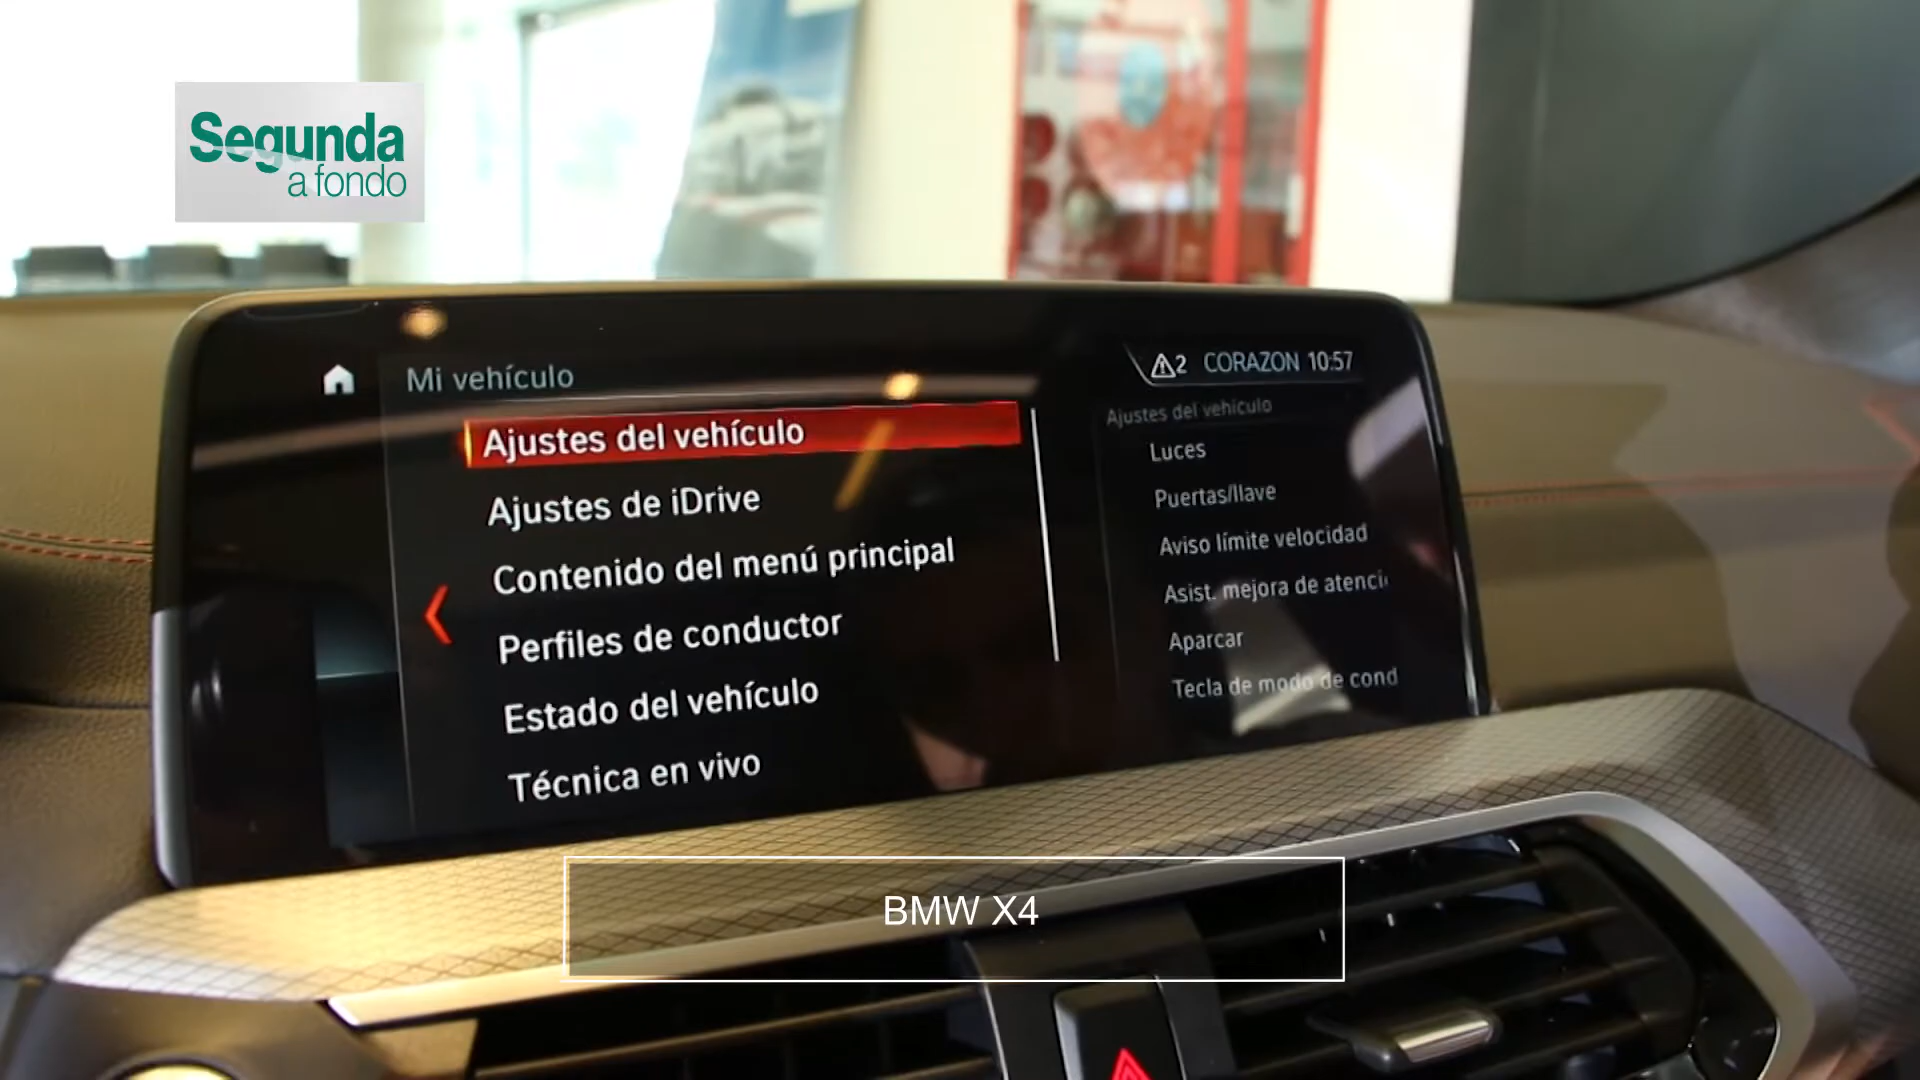 Segunda
a fondo
Mi vehículo
2 CORAZON 10:57
Ajustes del vehículo
Ajustes de iDrive
Contenido del menú principal
Perfiles de conductor
Estado del vehículo
Técnica en vivo
Ajustes del vehículo
Luces
Puertas/llave
Aviso límite velocidad
Asist. mejora de atenci
Aparcar
Tecla de modo de cond
BMW X4